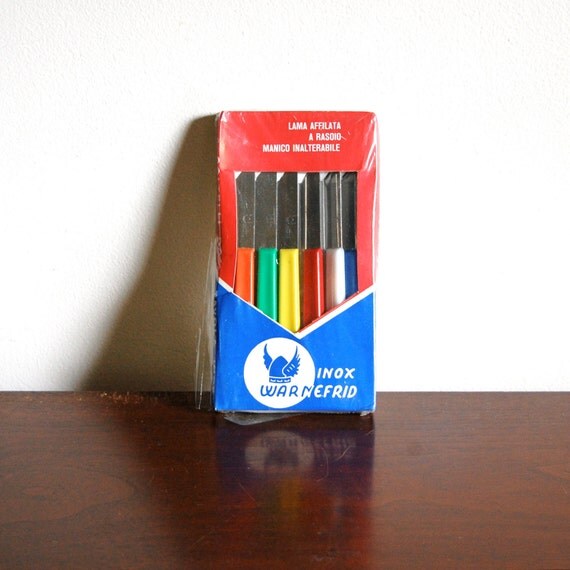 LAMA AFFILATA
A RASOIO
MANICO INALTERABILE
INOX
WARNEFRID